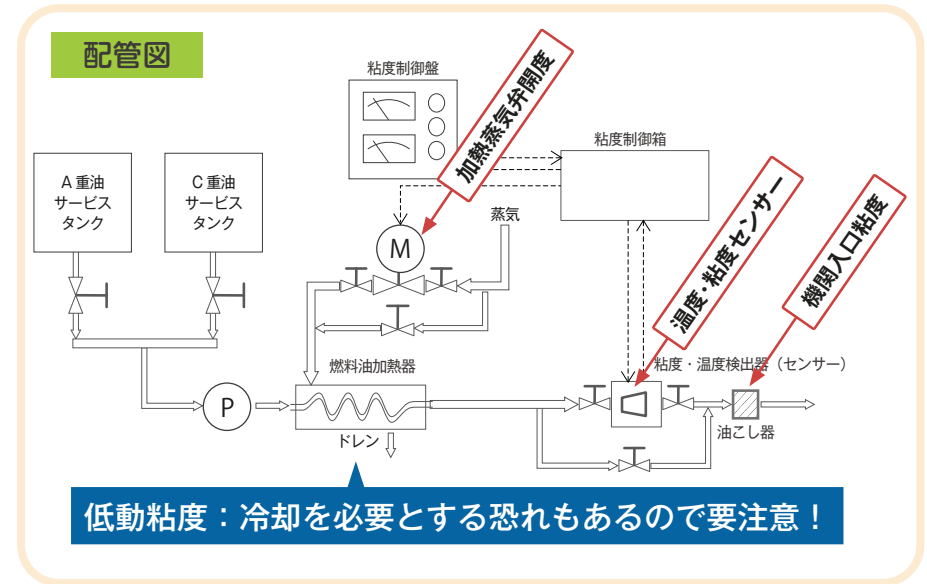 配管図
粘度制御盤
加熱蒸気弁開度
粘度制御箱
A 重油
サービス
タンク
C 重油
サービス
タンク
蒸気
M
温度・粘度センサー
機関入口粘度
燃料油加熱器
粘度・温度検出器（センサー）
P
ドレン
油こし器
低動粘度：冷却を必要とする恐れもあるので要注意！